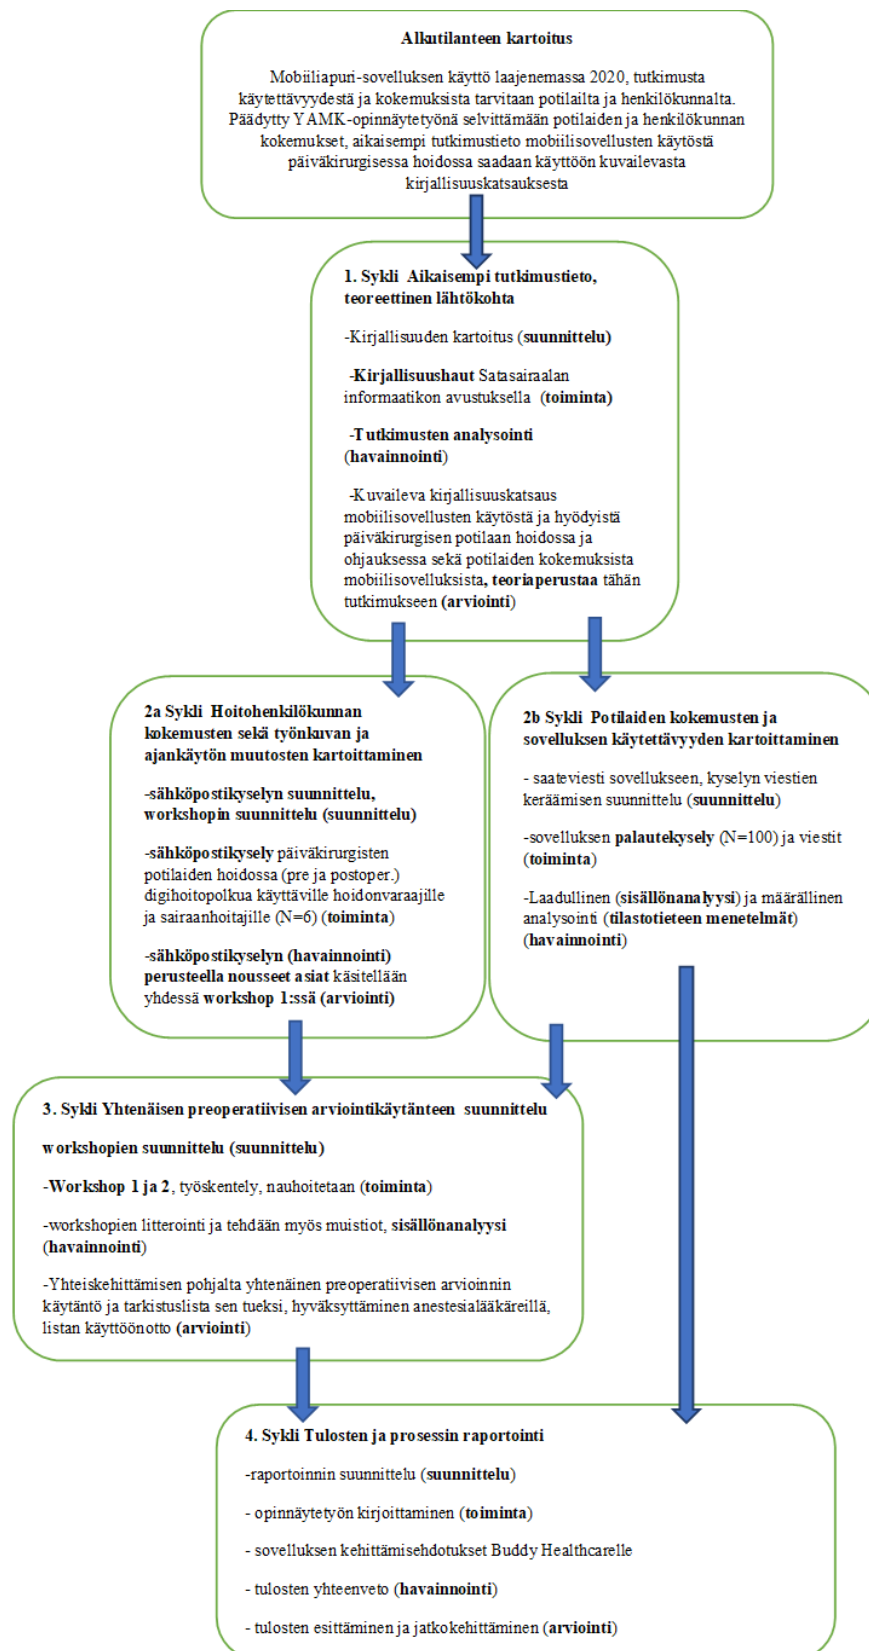 Alkutilanteen kartoitus
Mobiiliapuri-sovelluksen käyttö laajenemassa 2020, tutkimusta
käytettävyydestä ja kokemuksista tarvitaan potilailta ja henkilökunnalta.
Päädytty YAMK-opinnäytetyönä selvittämään potilaiden ja henkilökunnan
kokemukset, aikaisempi tutkimustieto mobiilisovellusten käytöstä
päiväkirurgisessa hoidossa saadaan käyttöön kuvailevasta
kirjallisuuskatsauksesta
1. Sykli Aikaisempi tutkimustieto,
teoreettinen lähtökohta
-Kirjallisuuden kartoitus (suunnittelu)
-Kirjallisuushaut Satasairaalan
informaatikon avustuksella (toiminta)
-Tutkimusten analysointi
(havainnointi)
-Kuvaileva kirjallisuuskatsaus
mobiilisovellusten käytöstä ja hyödyistä
päiväkirurgisen potilaan hoidossa ja
ohjauksessa sekä potilaiden kokemuksista
mobiilisovelluksista, teoriaperustaa tähän
tutkimukseen (arviointi)
2a Sykli Hoitohenkilökunnan
kokemusten sekä työnkuvan ja
ajankäytön muutosten kartoittaminen
-sähköpostikyselyn suunnittelu,
workshopin suunnittelu (suunnittelu)
-sähköpostikysely päiväkirurgisten
potilaiden hoidossa (pre ja postoper.)
digihoitopolkua käyttäville hoidonvaraajille
ja sairaanhoitajille (N=6) (toiminta)
-sähköpostikyselyn (havainnointi)
perusteella nousseet asiat käsitellään
yhdessä workshop 1:ssä (arviointi)
2b Sykli Potilaiden kokemusten ja
sovelluksen käytettävyyden kartoittaminen
- saateviesti sovellukseen, kyselyn viestien
keräämisen suunnittelu (suunnittelu)
-sovelluksen palautekysely (N=100) ja viestit
(toiminta)
-Laadullinen (sisällönanalyysi) ja määrällinen
analysointi (tilastotieteen menetelmät)
(havainnointi)
3. Sykli Yhtenäisen preoperatiivisen arviointikäytänteen suunnittelu
workshopien suunnittelu (suunnittelu)
-Workshop 1 ja 2, työskentely, nauhoitetaan (toiminta)
-workshopien litterointi ja tehdään myös muistiot, sisällönanalyysi
(havainnointi)
-Yhteiskehittämisen pohjalta yhtenäinen preoperatiivisen arvioinnin
käytäntö ja tarkistuslista sen tueksi, hyväksyttäminen anestesialääkäreillä,
listan käyttöönotto (arviointi)
4. Sykli Tulosten ja prosessin raportointi
-raportoinnin suunnittelu (suunnittelu)
- opinnäytetyön kirjoittaminen (toiminta)
- sovelluksen kehittämisehdotukset Buddy Healthcarelle
- tulosten yhteenveto (havainnointi)
- tulosten esittäminen ja jatkokehittäminen (arviointi)